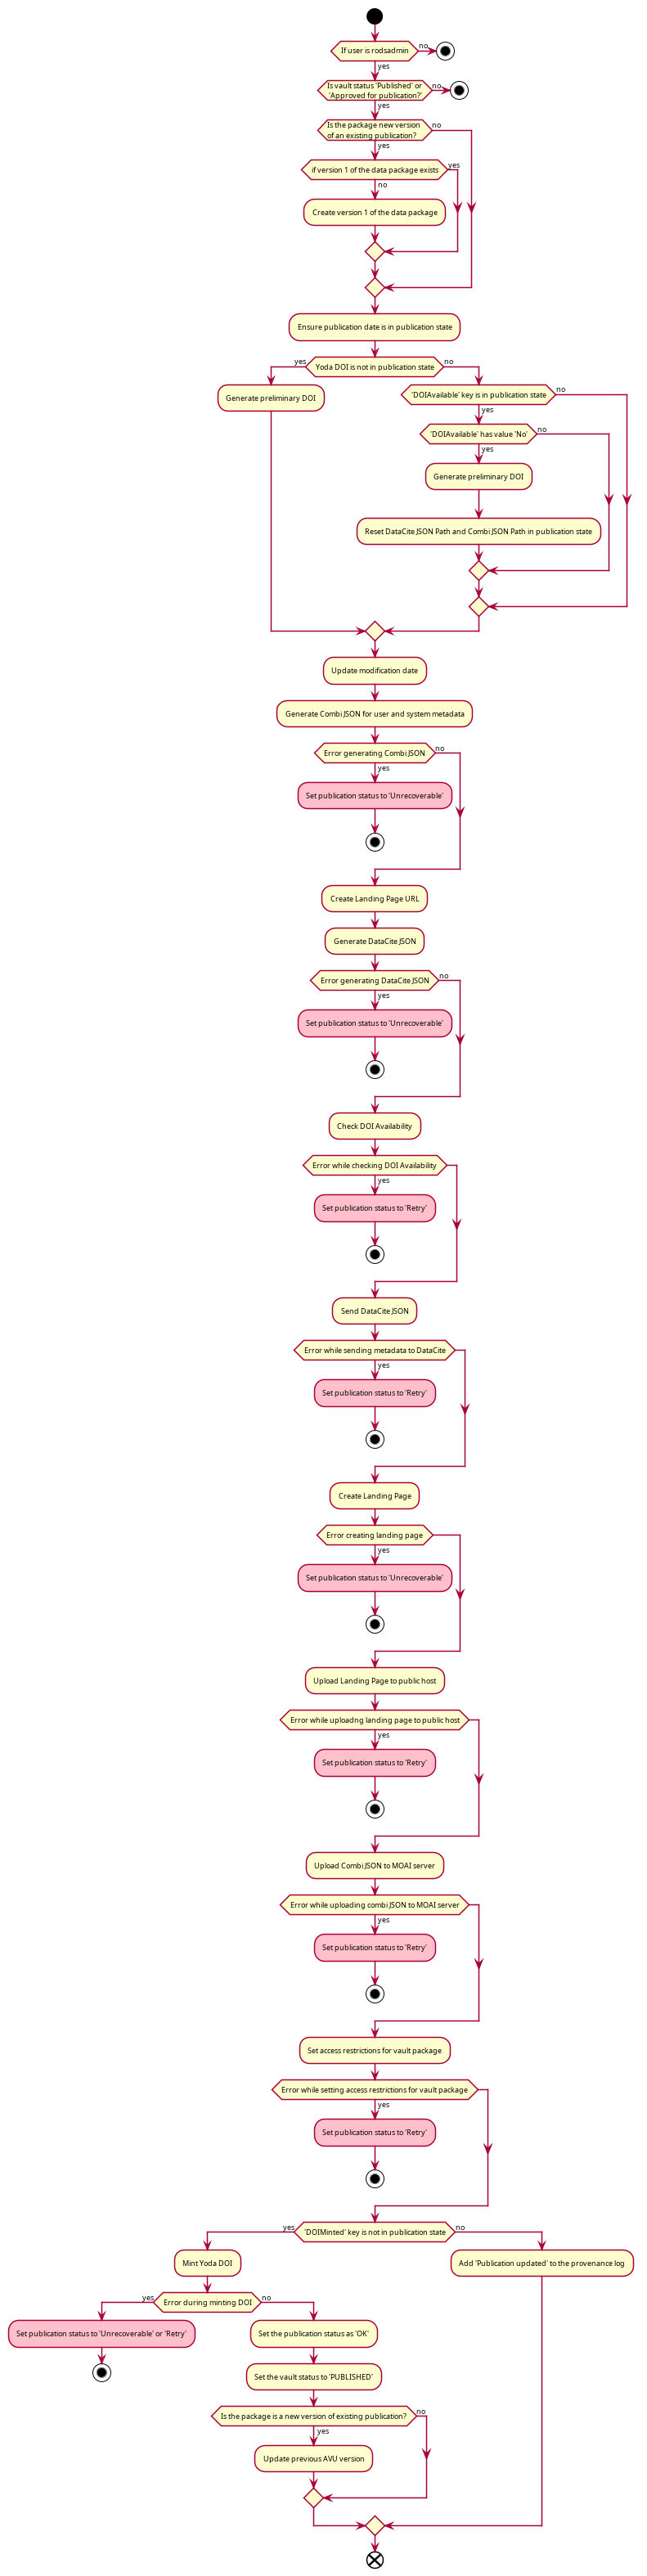 If user is rodsadmin
no
yes
Is vault status 'Published' or
'Approved for publication?'
no
yes
Is the package new version
of an existing publication?
no
yes
if version 1 of the data package exists
yes
no
Create version 1 of the data package
Ensure publication date is in publication state
yes
Yoda DOI is not in publication state
no
Generate preliminary DOI
'DOIAvailable' key is in publication state
no
yes
'DOIAvailable' has value 'No'
no
yes
Generate preliminary DOI
Reset DataCite JSON Path and Combi JSON Path in publication state
Update modification date
Generate Combi JSON for user and system metadata
Error generating Combi JSON
no
yes
Set publication status to 'Unrecoverable'
Create Landing Page URL
Generate DataCite JSON
Error generating DataCite JSON
no
yes
Set publication status to 'Unrecoverable'
Check DOI Availability
Error while checking DOI Availability
yes
Set publication status to 'Retry'
Send DataCite JSON
Error while sending metadata to DataCite
yes
Set publication status to 'Retry'
Create Landing Page
Error creating landing page
yes
Set publication status to 'Unrecoverable'
Upload Landing Page to public host
Error while uploadng landing page to public host
yes
Set publication status to 'Retry'
Upload Combi JSON to MOAI server
Error while uploading combi JSON to MOAI server
yes
Set publication status to 'Retry'
Set access restrictions for vault package
Error while setting access restrictions for vault package
yes
Set publication status to 'Retry'
yes
'DOIMinted' key is not in publication state
no
Mint Yoda DOI
Add 'Publication updated' to the provenance log
yes
Error during minting DOI
no
Set publication status to 'Unrecoverable' or 'Retry'
Set the publication status as 'OK'
Set the vault status to 'PUBLISHED'
Is the package is a new version of existing publication?
no
yes
Update previous AVU version